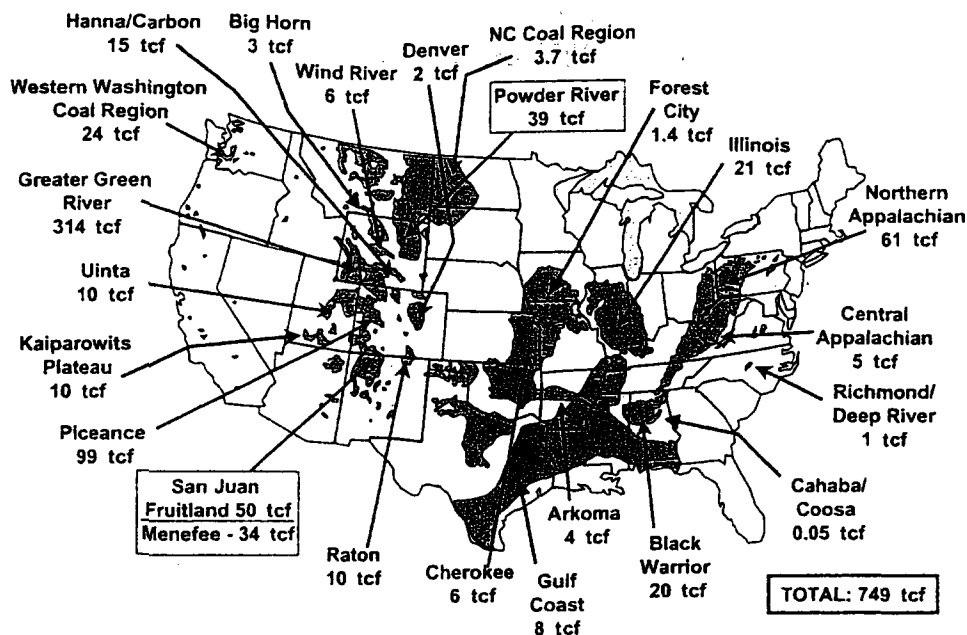 Hanna/Carbon
15 tcf
Big Horn
3 tcf
Wind River
6 tcf
Denver
2 tcf
NC Coal Region
3.7 tcf
Powder River
39 tcf
Forest
City
1.4 tcf
Illinois
21 tcf
Northern
Appalachian
61 tcf
Western Washington
Coal Region
24 tcf
Greater Green
River
314 tcf
Uinta
10 tcf
Kaiparowits
Plateau
10 tcf
Piceance
99 tcf
San Juan
Fruitland 50 tcf
Menefee - 34 tcf
Raton
10 tcf
Cherokee
6 tcf
Gulf
Coast
8 tcf
Arkoma
4 tcf
Black
Warrior
20 tcf
Cahaba/
Coosa
0.05 tcf
Richmond/
Deep River
1 tcf
Central
Appalachian
5 tcf
TOTAL: 749 tcf